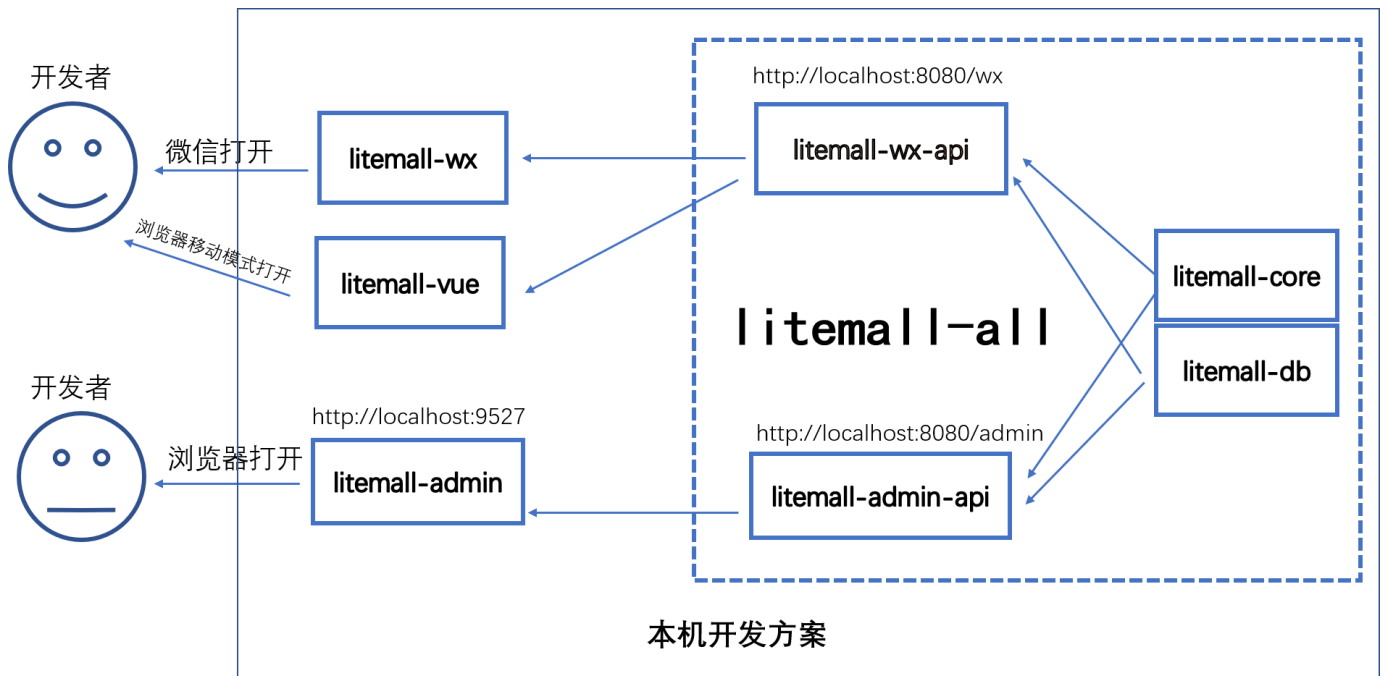 开发者
http://localhost:8080/wx
微信打开
litemall-wx
litemall-wx-api
浏览器移动模式打开
litemall-vue
litemall-core
litemall-all
litemall-db
开发者
http://localhost:9527
http://localhost:8080/admin
浏览器打开
litemall-admin
litemall-admin-api
本机开发方案